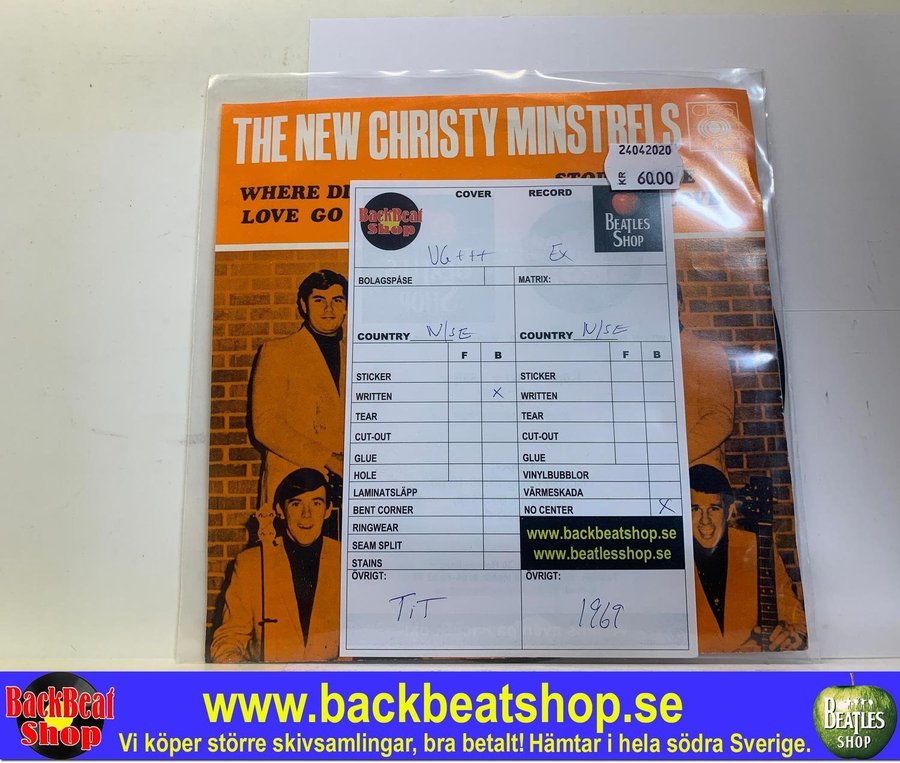 THE NEW CHRISTY MINSTRELS
24042020
KR 60.00
WHERE
LOVE GO
COVER RECORD
BackBeat
Shop
BEATLES
SHOP
VG+++ Ex
BOLAGSPÅSE MATRIX:
COUNTRY N/SE COUNTRY N/SE
F B F B
STICKER STICKER
WRITTEN X WRITTEN
TEAR TEAR
CUT-OUT CUT-OUT
GLUE GLUE
HOLE VINYLBUBBLOR
LAMINATSLÄPP VÄRMESKADA
BENT CORNER NO CENTER X
RINGWEAR
SEAM SPLIT
STAINS
www.backbeatshop.se
www.beatlesshop.se
ÖVRIGT: ÖVRIGT:
TiT 1969
BackBeat
Shop
www.backbeatshop.se
Vi köper större skivsamlingar, bra betalt! Hämtar i hela södra Sverige.
BEATLES
SHOP